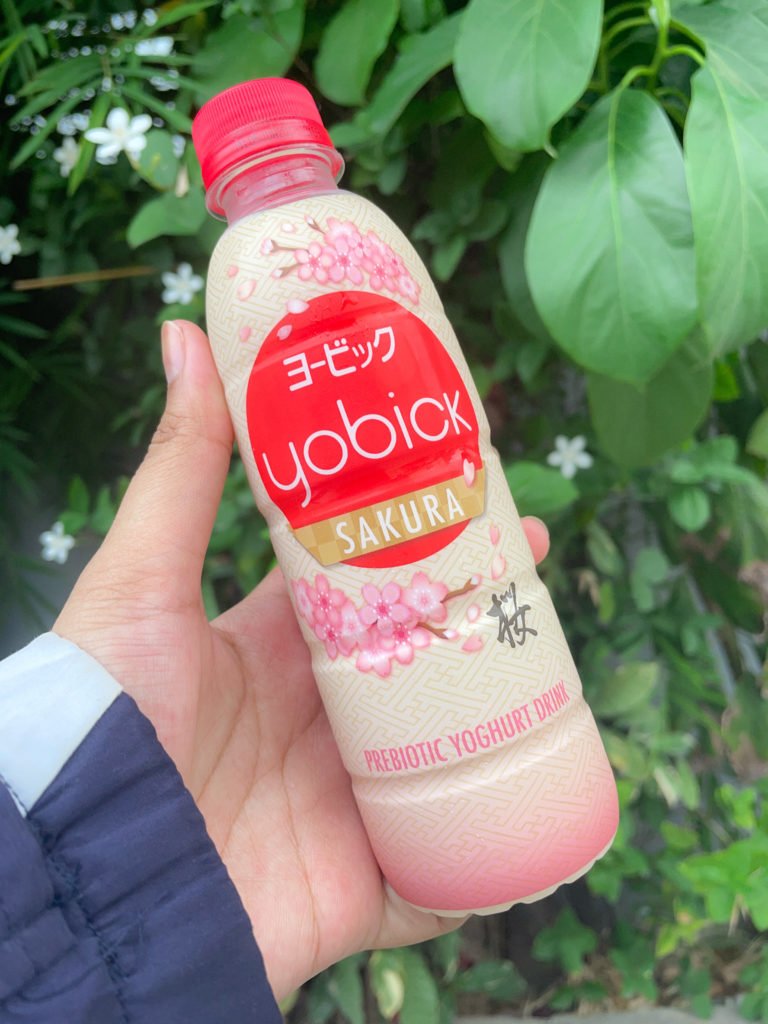 ヨービック
yobick
SAKURA
桜
PREBIOTIC YOGHURT DRINK